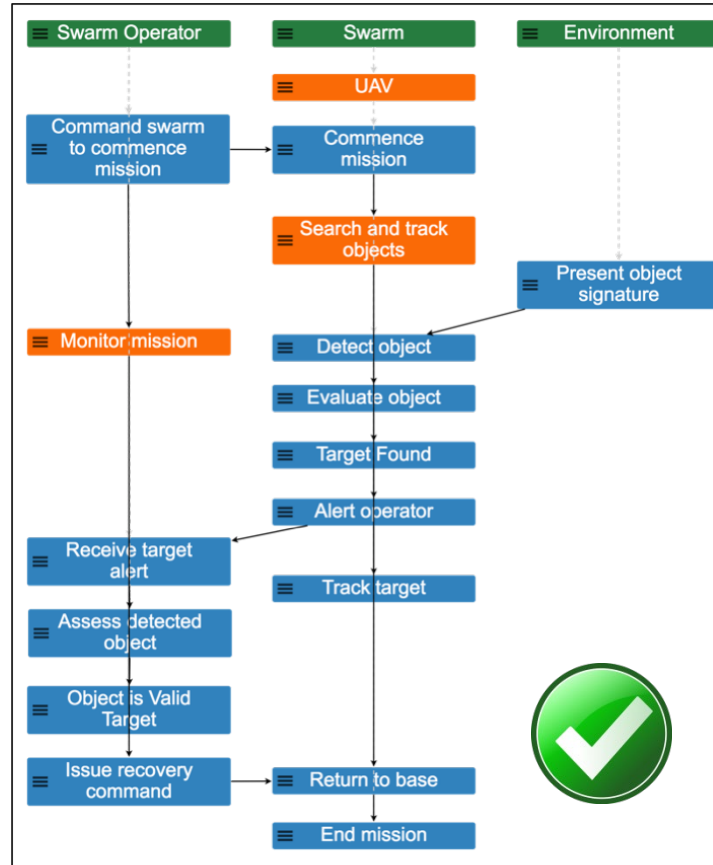 Swarm Operator
Swarm
Environment
UAV
Command swarm
to commence
mission
Commence
mission
Search and track
objects
Present object
signature
Monitor mission
Detect object
Evaluate object
Target Found
Alert operator
Receive target
alert
Track target
Assess detected
object
Object is Valid
Target
Issue recovery
command
Return to base
End mission